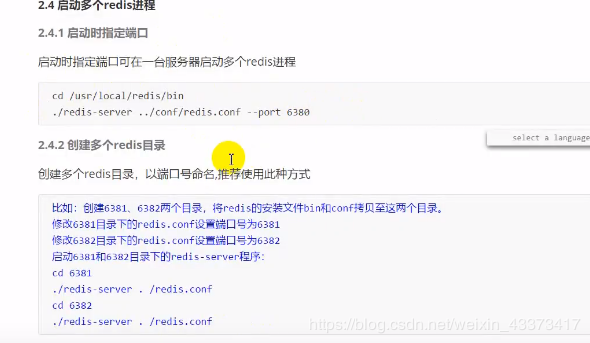 2.4 启动多个redis进程
2.4.1 启动时指定端口
启动时指定端口可在一台服务器启动多个redis进程
cd /usr/local/redis/bin
./redis-server ../conf/redis.conf --port 6380
select a language
2.4.2 创建多个redis目录
创建多个redis目录，以端口号命名,推荐使用此种方式
比如：创建6381、6382两个目录，将redis的安装文件bin和conf拷贝至这两个目录。
修改6381目录下的redis.conf设置端口号为6381
修改6382目录下的redis.conf设置端口号为6382
启动6381和6382目录下的redis-server程序：
cd 6381
./redis-server . /redis.conf
cd 6382
./redis-server . /redis.conf
https://blog.csdn.net/weixin_43373417